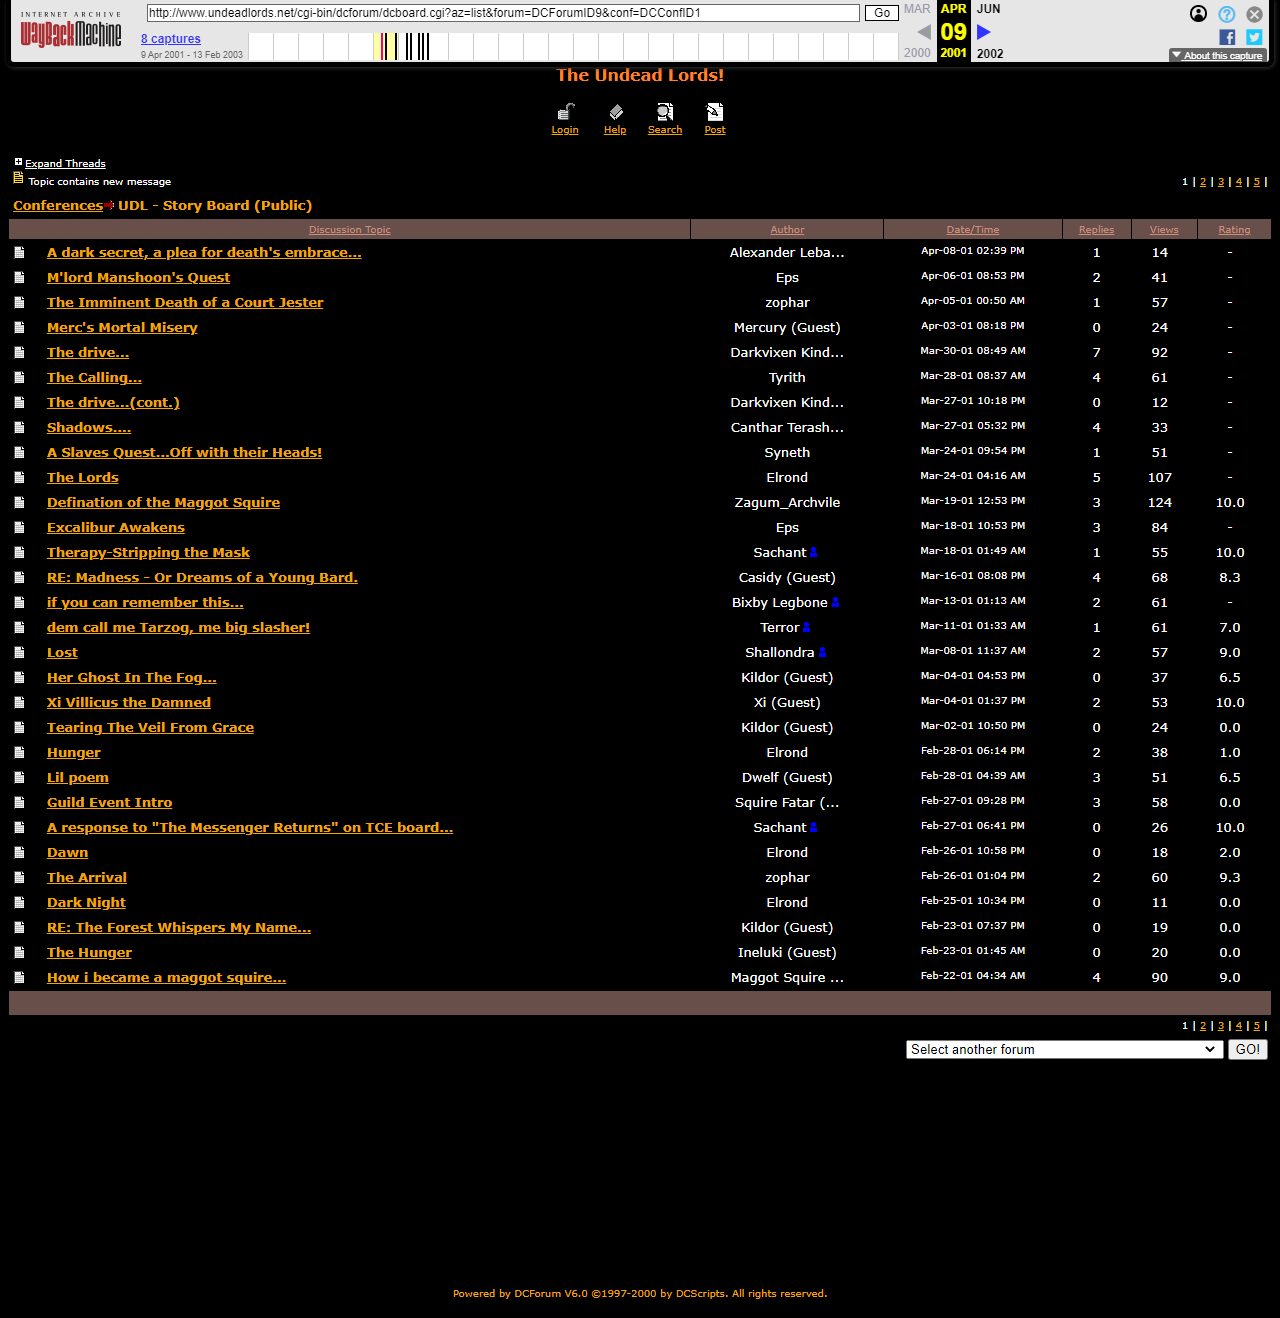 INTERNET ARCHIVE
WayBackMachine
http://www.undeadlords.net/cgi-bin/dcforum/dcboard.cgi?az=list&forum=DCForumID9&conf=DCConfID1
Go
MAR APR JUN
8 captures
09
9 Apr 2001 - 13 Feb 2003
2000 2001 2002
About this capture
The Undead Lords!
Login Help Search Post
Expand Threads
Topic contains new message 1 | 2 | 3 | 4 | 5 |
Conferences UDL - Story Board (Public)
Discussion Topic Author Date/Time Replies Views Rating
A dark secret, a plea for death's embrace... Alexander Leba... Apr-08-01 02:39 PM 1 14 -
M'lord Manshoon's Quest Eps Apr-06-01 08:53 PM 2 41 -
The Imminent Death of a Court Jester zophar Apr-05-01 00:50 AM 1 57 -
Merc's Mortal Misery Mercury (Guest) Apr-03-01 08:18 PM 0 24 -
The drive... Darkvixen Kind... Mar-30-01 08:49 AM 7 92 -
The Calling... Tyrith Mar-28-01 08:37 AM 4 61 -
The drive...(cont.) Darkvixen Kind... Mar-27-01 10:18 PM 0 12 -
Shadows.... Canthar Terash... Mar-27-01 05:32 PM 4 33 -
A Slaves Quest...Off with their Heads! Syneth Mar-24-01 09:54 PM 1 51 -
The Lords Elrond Mar-24-01 04:16 AM 5 107 -
Defination of the Maggot Squire Zagum_Archvile Mar-19-01 12:53 PM 3 124 10.0
Excalibur Awakens Eps Mar-18-01 10:53 PM 3 84 -
Therapy-Stripping the Mask Sachant Mar-18-01 01:49 AM 1 55 10.0
RE: Madness - Or Dreams of a Young Bard. Casidy (Guest) Mar-16-01 08:08 PM 4 68 8.3
if you can remember this... Bixby Legbone Mar-13-01 01:13 AM 2 61 -
dem call me Tarzog, me big slasher! Terror Mar-11-01 01:33 AM 1 61 7.0
Lost Shallondra Mar-08-01 11:37 AM 2 57 9.0
Her Ghost In The Fog... Kildor (Guest) Mar-04-01 04:53 PM 0 37 6.5
Xi Villicus the Damned Xi (Guest) Mar-04-01 01:37 PM 2 53 10.0
Tearing The Veil From Grace Kildor (Guest) Mar-02-01 10:50 PM 0 24 0.0
Hunger Elrond Feb-28-01 06:14 PM 2 38 1.0
Lil poem Dwelf (Guest) Feb-28-01 04:39 AM 3 51 6.5
Guild Event Intro Squire Fatar (... Feb-27-01 09:28 PM 3 58 0.0
A response to "The Messenger Returns" on TCE board... Sachant Feb-27-01 06:41 PM 0 26 10.0
Dawn Elrond Feb-26-01 10:58 PM 0 18 2.0
The Arrival zophar Feb-26-01 01:04 PM 2 60 9.3
Dark Night Elrond Feb-25-01 10:34 PM 0 11 0.0
RE: The Forest Whispers My Name... Kildor (Guest) Feb-23-01 07:37 PM 0 19 0.0
The Hunger Ineluki (Guest) Feb-23-01 01:45 AM 0 20 0.0
How i became a maggot squire... Maggot Squire ... Feb-22-01 04:34 AM 4 90 9.0
1 | 2 | 3 | 4 | 5 |
Select another forum GO!
Powered by DCForum V6.0 ©1997-2000 by DCScripts. All rights reserved.